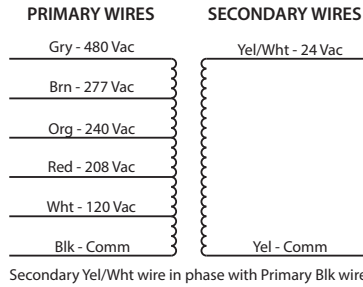 PRIMARY WIRES SECONDARY WIRES
Gry - 480 Vac Yel/Wht - 24 Vac
Brn - 277 Vac
Org - 240 Vac
Red - 208 Vac
Wht - 120 Vac
Blk - Comm Yel - Comm
Secondary Yel/Wht wire in phase with Primary Blk wire